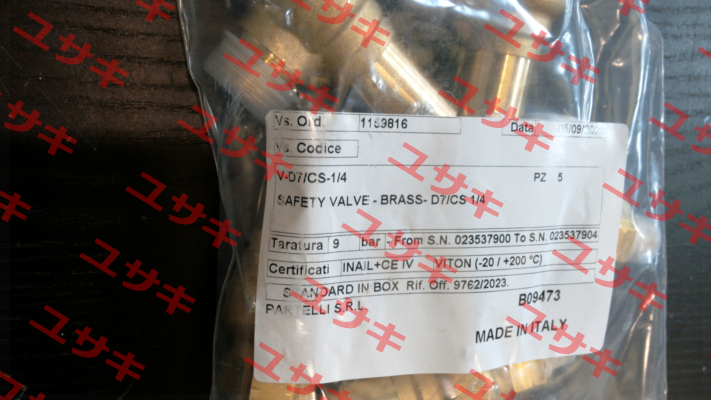 Vs. Ord. 1159816 Data
Vs. Codice
V-D7/CS-1/4 PZ 5
SAFETY VALVE - BRASS- D7/CS 1/4
Taratura 9 bar - From S.N. 023537900 To S.N. 023537904
Certificati INAIL+CE IV VITON (-20 / +200 °C)
STANDARD IN BOX Rif. Off. 9762/2023.
PARTELLI S.R.L.
B09473
MADE IN ITALY
ユサキ